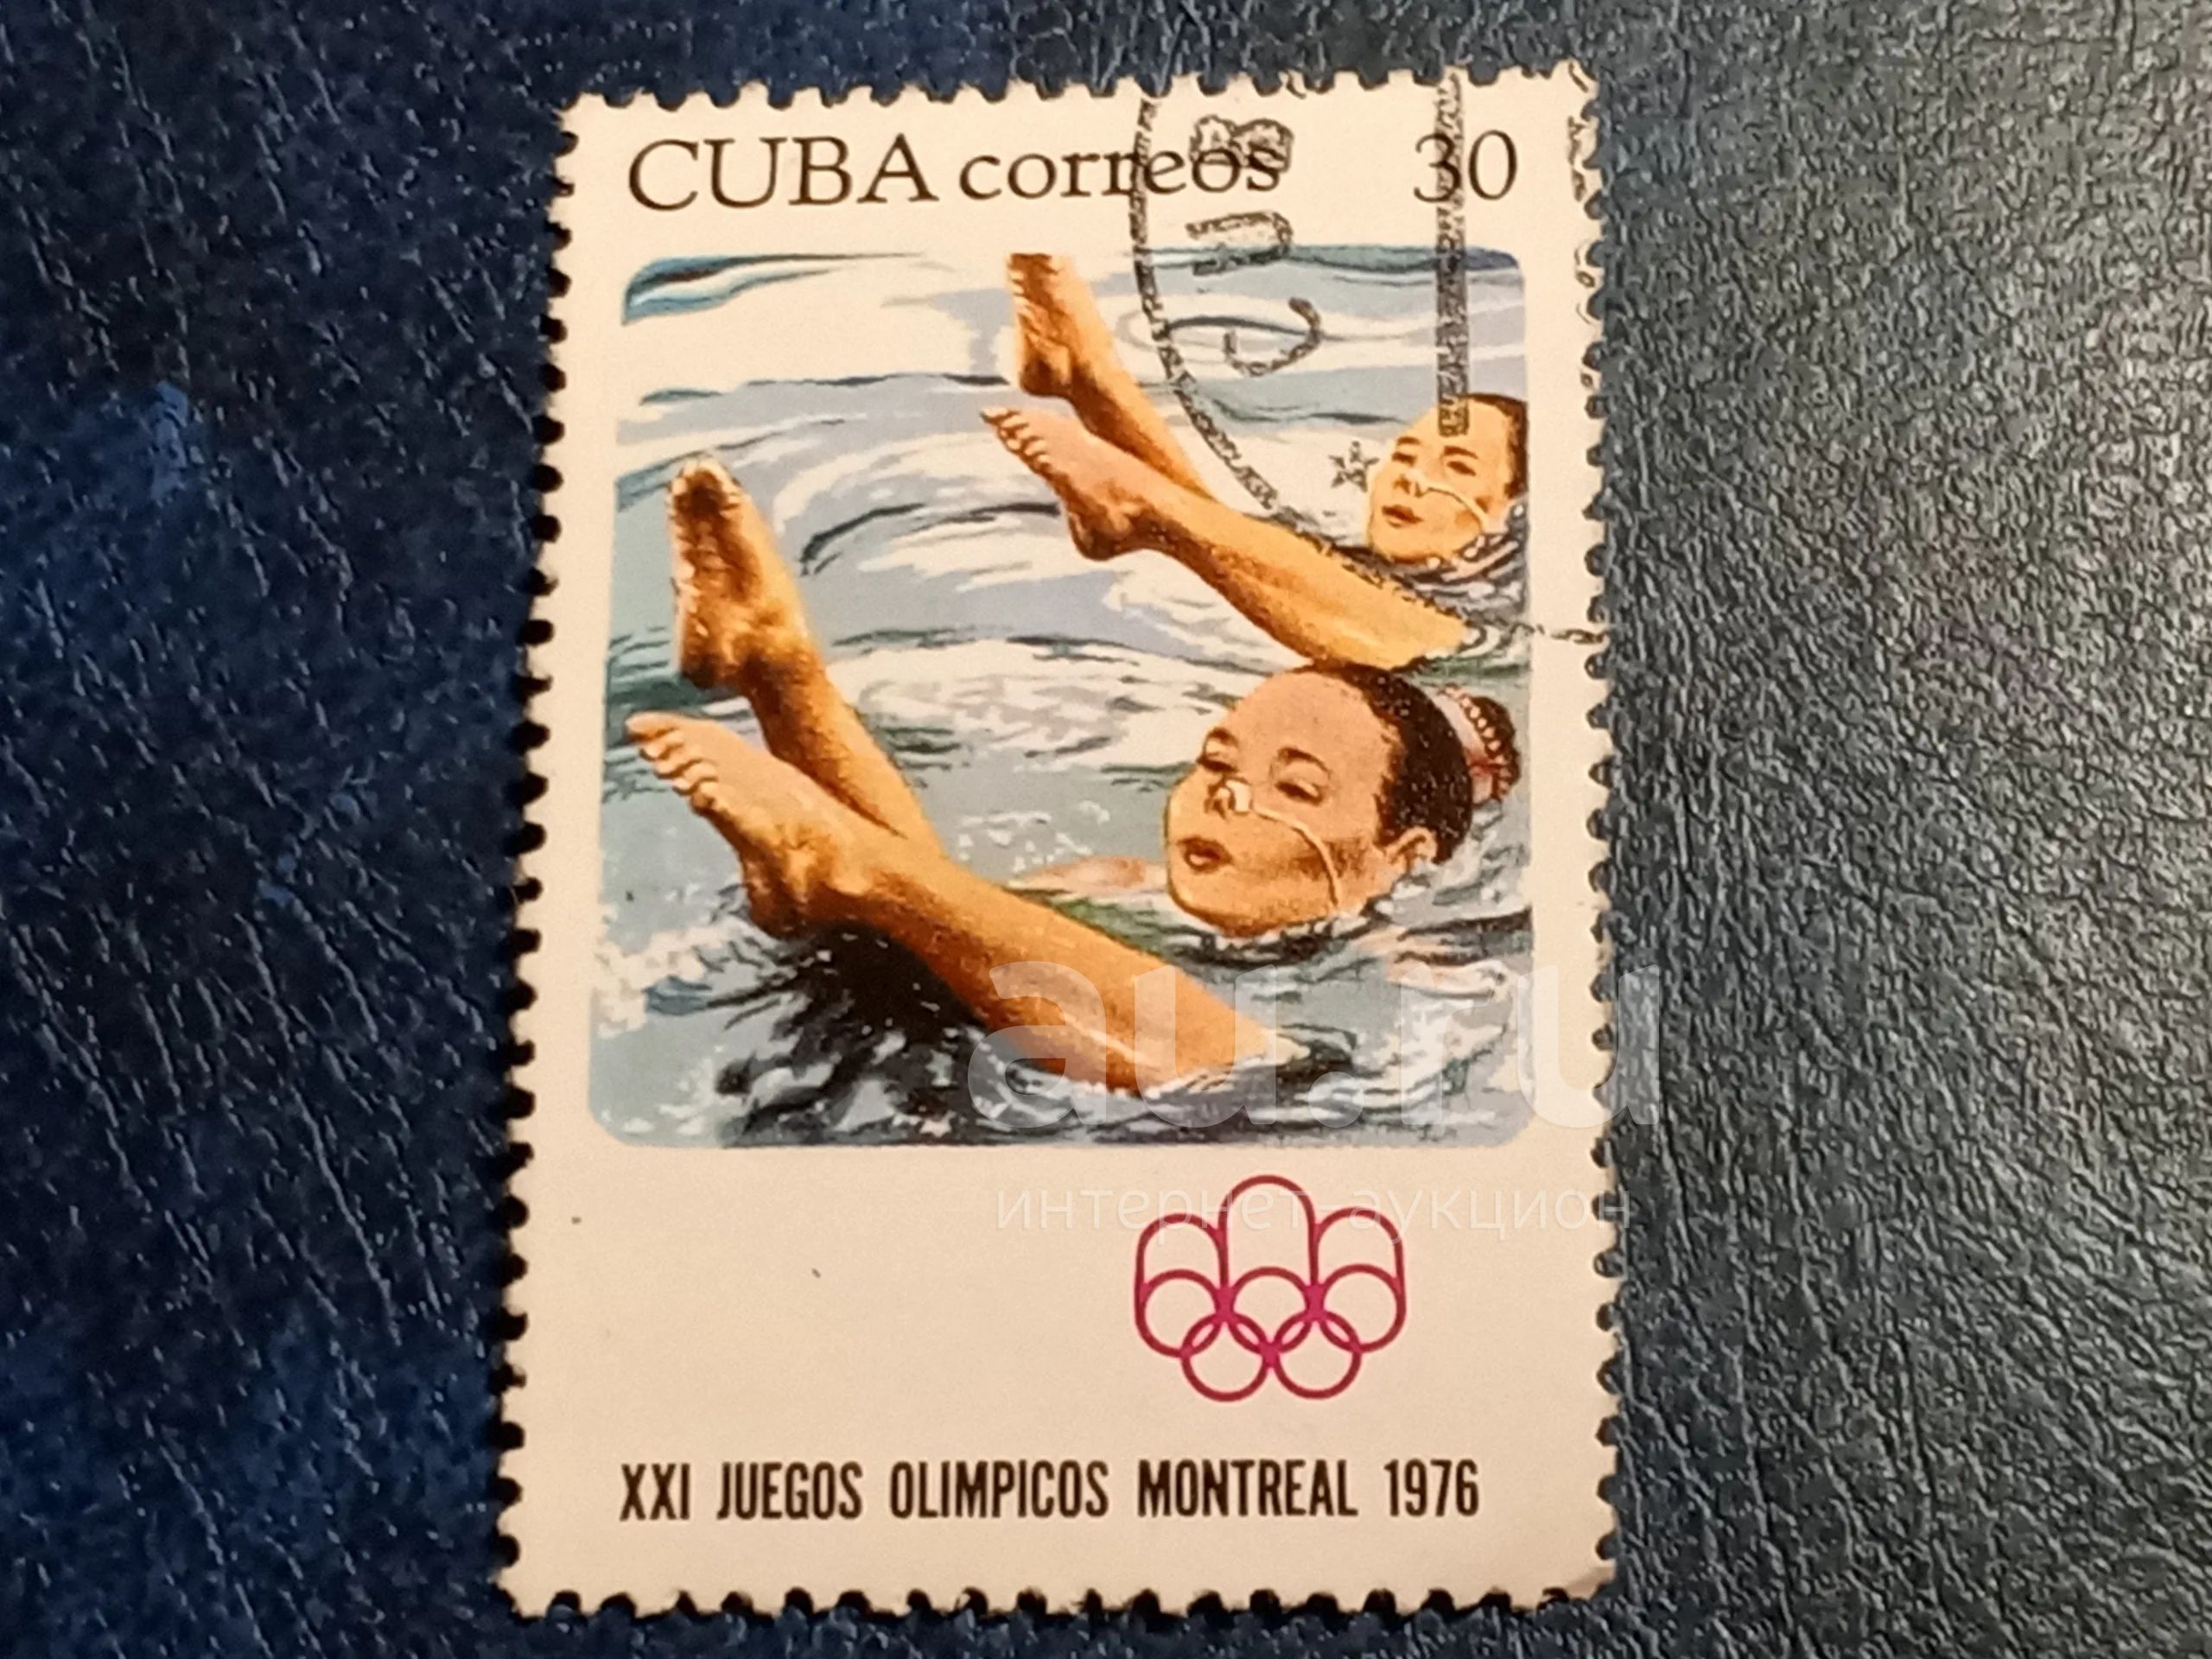 CUBA correos 30
au.ru
интернет аукцион
XXI JUEGOS OLIMPICOS MONTREAL 1976